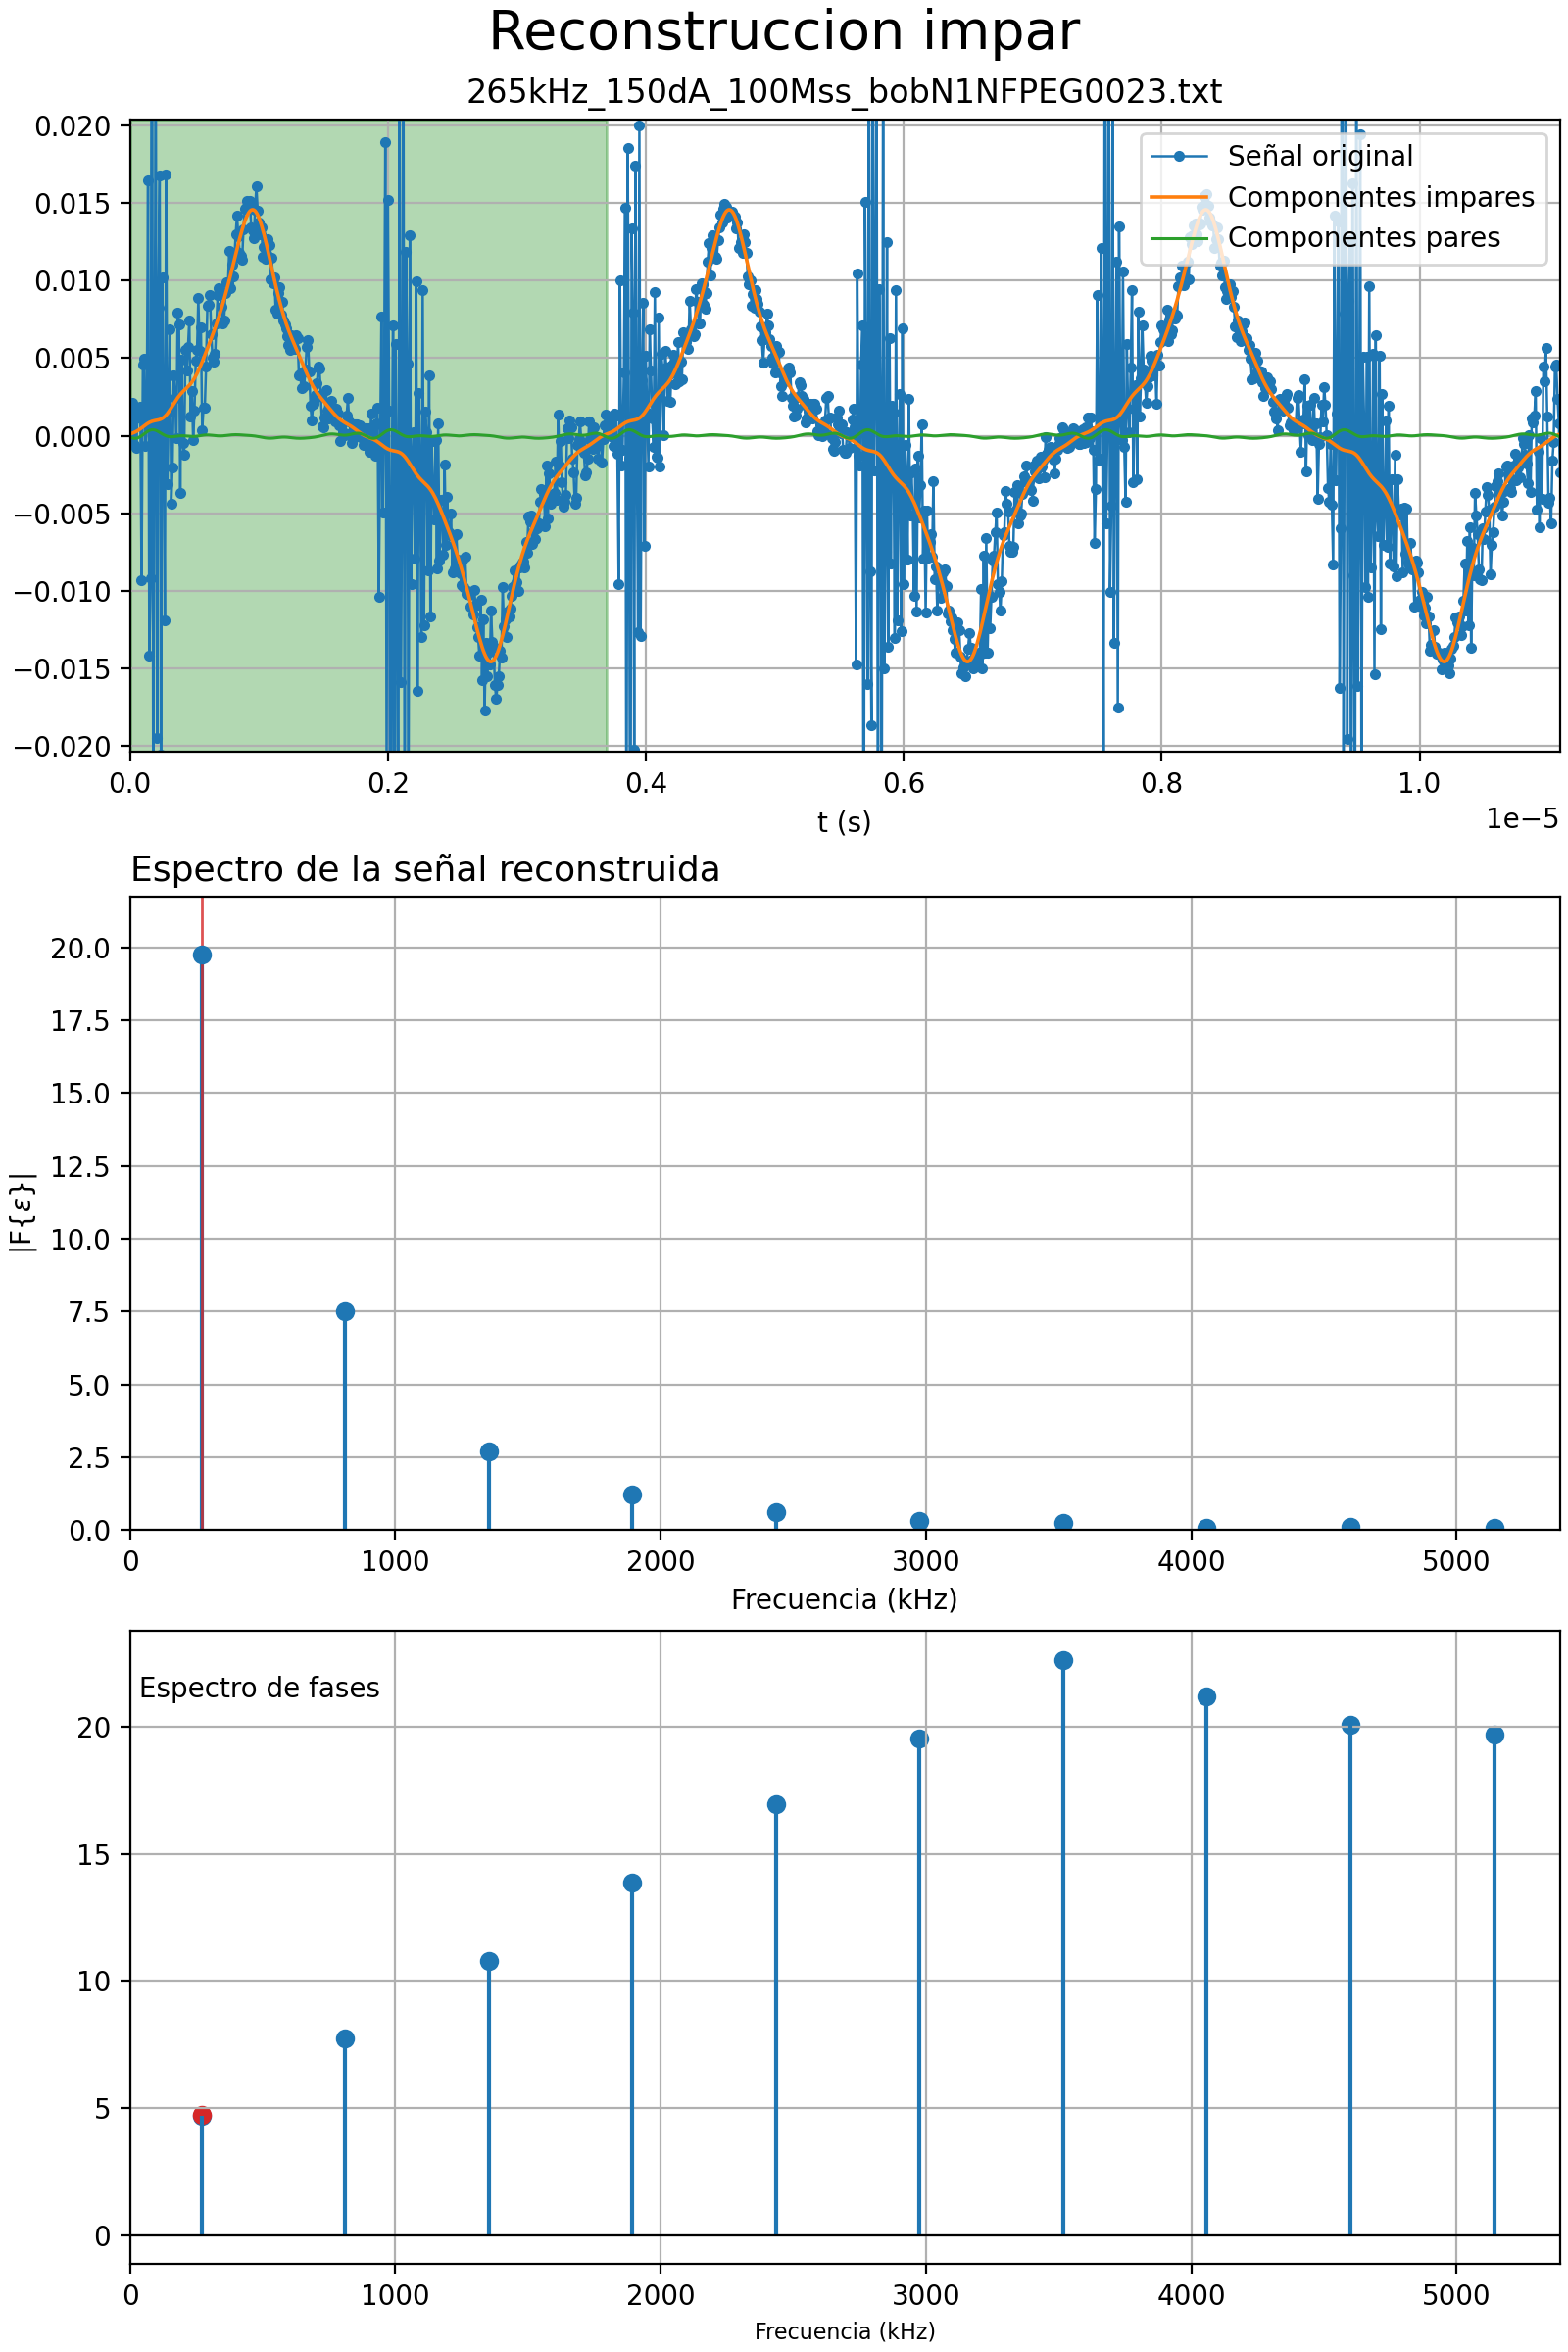 Reconstruccion impar
265kHz_150dA_100Mss_bobN1NFPEG0023.txt
0.020
0.015
0.010
0.005
0.000
−0.005
−0.010
−0.015
−0.020
Señal original
Componentes impares
Componentes pares
0.0 0.2 0.4 0.6 0.8 1.0
t (s)
1e−5
Espectro de la señal reconstruida
|F{ε}|
20.0
17.5
15.0
12.5
10.0
7.5
5.0
2.5
0.0
0 1000 2000 3000 4000 5000
Frecuencia (kHz)
Espectro de fases
20
15
10
5
0
0 1000 2000 3000 4000 5000
Frecuencia (kHz)